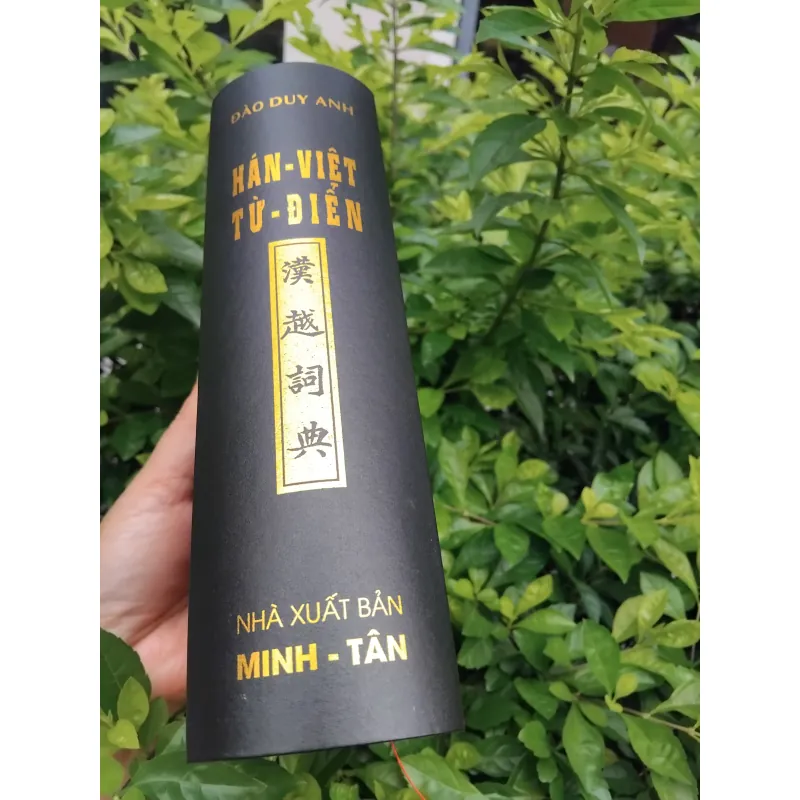 ĐÀO DUY ANH
HÁN-VIỆT
TỪ-ĐIỂN
漢
越
詞
典
NHÀ XUẤT BẢN
MINH - TÂN